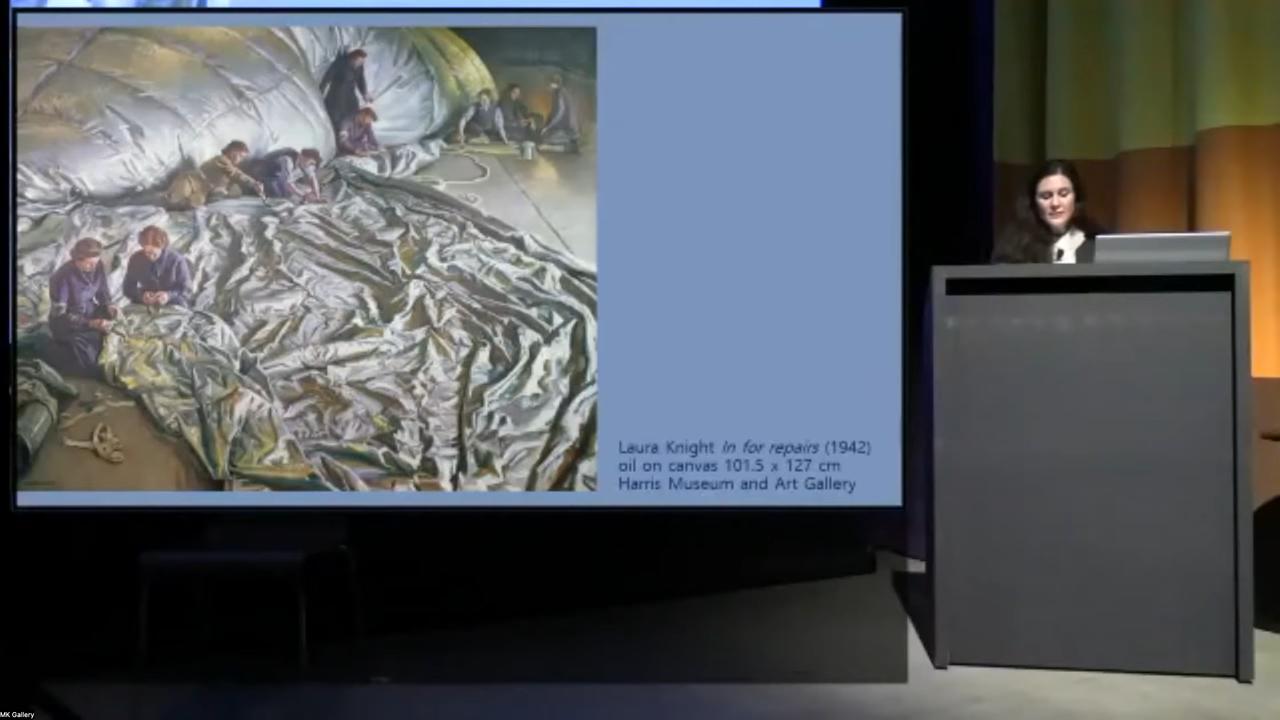 Laura Knight In for repairs (1942)
oil on canvas 101.5 x 127 cm
Harris Museum and Art Gallery
MK Gallery